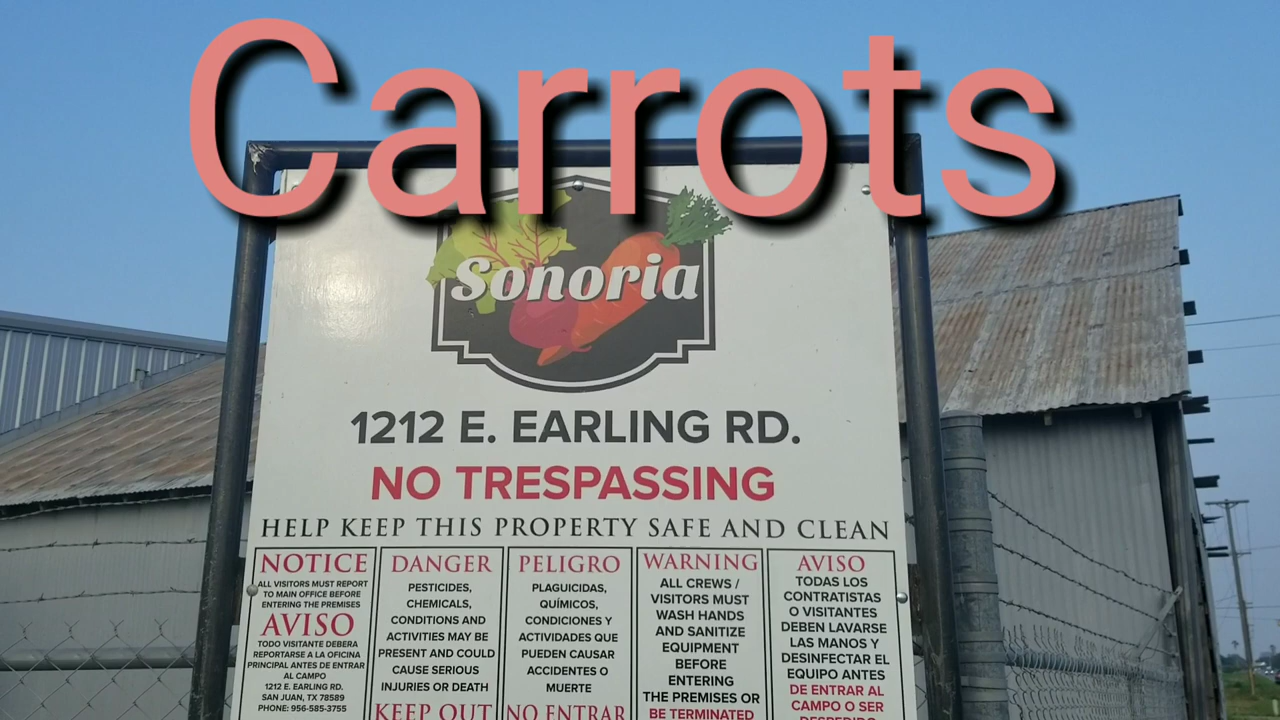 Carrots
Sonoria
1212 E. EARLING RD.
NO TRESPASSING
HELP KEEP THIS PROPERTY SAFE AND CLEAN
NOTICE
ALL VISITORS MUST REPORT
TO MAIN OFFICE BEFORE
ENTERING THE PREMISES
AVISO
TODO VISITANTE DEBERA
REPORTARSE A LA OFICINA
PRINCIPAL ANTES DE ENTRAR
AL CAMPO
1212 E. EARLING RD.
SAN JUAN, TX 78589
PHONE: 956-585-3755
DANGER
PESTICIDES,
CHEMICALS,
CONDITIONS AND
ACTIVITIES MAY BE
PRESENT AND COULD
CAUSE SERIOUS
INJURIES OR DEATH
KEEP OUT
PELIGRO
PLAGUICIDAS,
QUÍMICOS,
CONDICIONES Y
ACTIVIDADES QUE
PUEDEN CAUSAR
ACCIDENTES O
MUERTE
NO ENTRAR
WARNING
ALL CREWS /
VISITORS MUST
WASH HANDS
AND SANITIZE
EQUIPMENT
BEFORE
ENTERING
THE PREMISES OR
BE TERMINATED
AVISO
TODAS LOS
CONTRATISTAS
O VISITANTES
DEBEN LAVARSE
LAS MANOS Y
DESINFECTAR EL
EQUIPO ANTES
DE ENTRAR AL
CAMPO O SER
DESPEDIDO